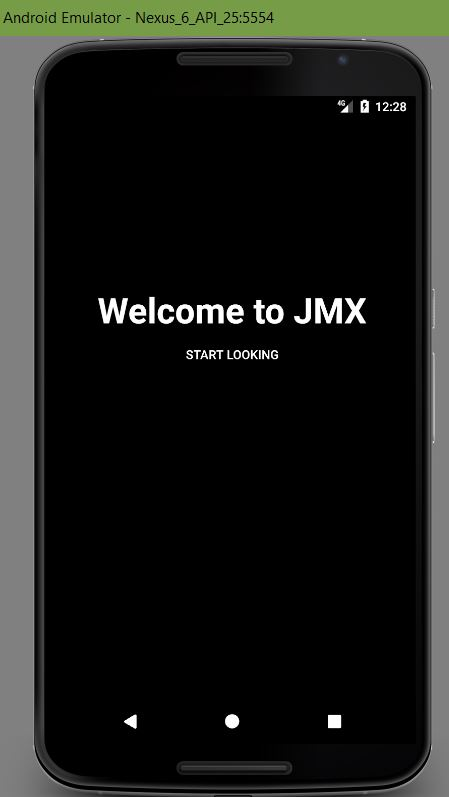 Android Emulator - Nexus_6_API_25:5554
4G 12:28
Welcome to JMX
START LOOKING